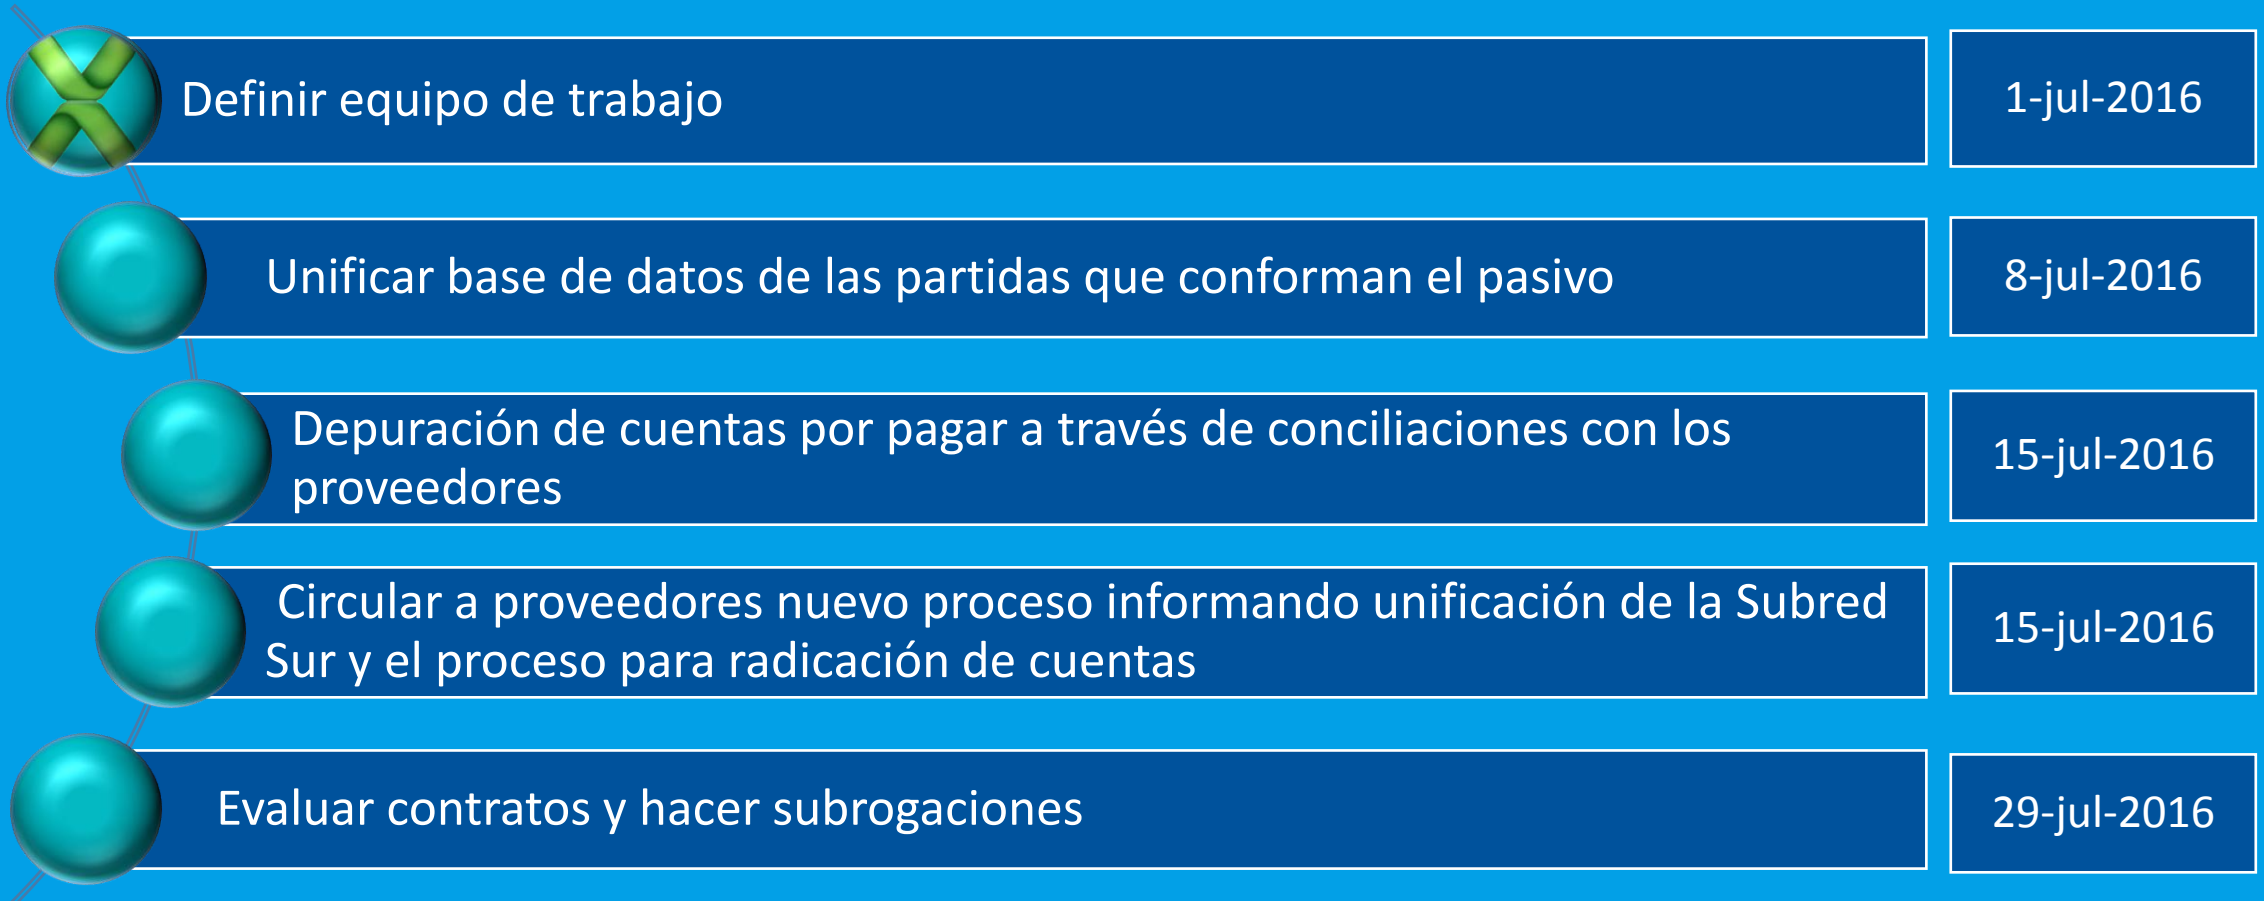 Definir equipo de trabajo
1-jul-2016
Unificar base de datos de las partidas que conforman el pasivo
8-jul-2016
Depuración de cuentas por pagar a través de conciliaciones con los
proveedores
15-jul-2016
Circular a proveedores nuevo proceso informando unificación de la Subred
Sur y el proceso para radicación de cuentas
15-jul-2016
Evaluar contratos y hacer subrogaciones
29-jul-2016